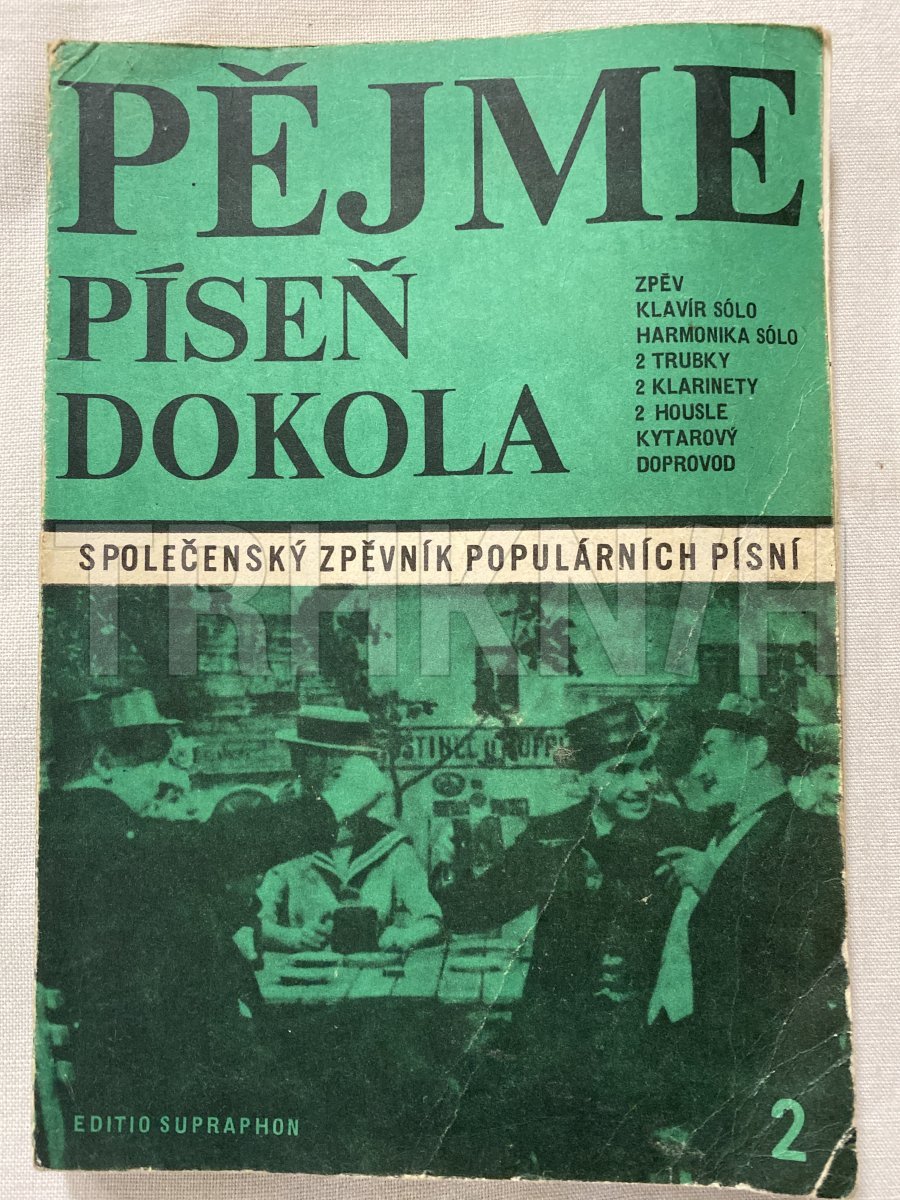 PĚJME
PÍSEŇ
DOKOLA
ZPĚV
KLAVÍR SÓLO
HARMONIKA SÓLO
2 TRUBKY
2 KLARINETY
2 HOUSLE
KYTAROVÝ
DOPROVOD
SPOLEČENSKÝ ZPĚVNÍK POPULÁRNÍCH PÍSNÍ
TRHKNIH
EDITIO SUPRAPHON
2